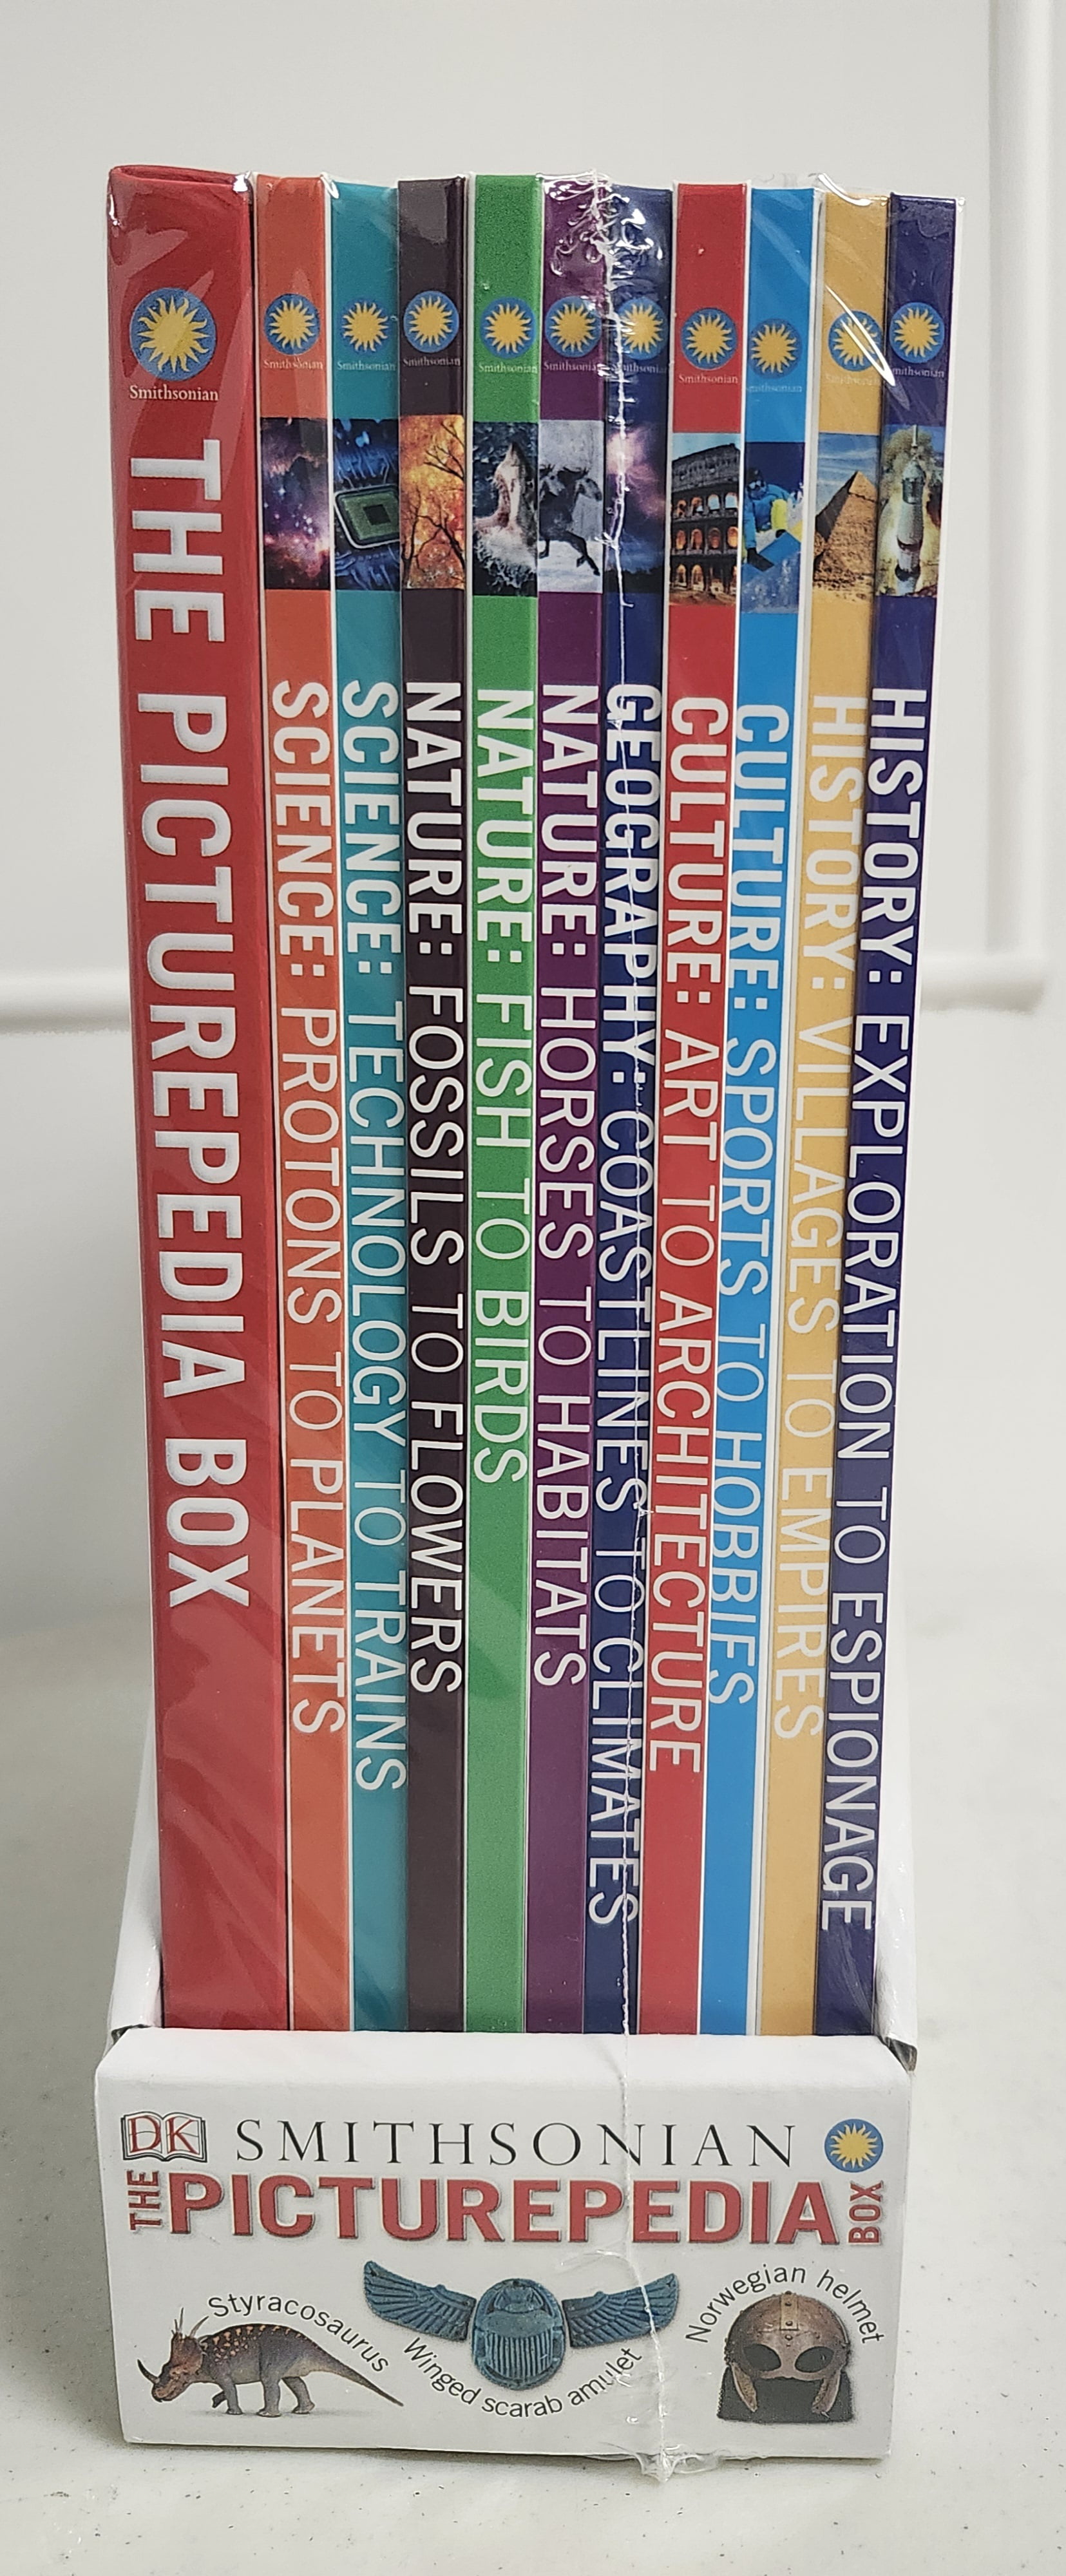 Smithsonian
THE PICTUREPEDIA BOX
Smithsonian
SCIENCE: PROTONS TO PLANETS
Smithsonian
SCIENCE: TECHNOLOGY TO TRAINS
Smithsonian
NATURE: FOSSILS TO FLOWERS
Smithsonian
NATURE: FISH TO BIRDS
Smithsonian
NATURE: HORSES TO HABITATS
Smithsonian
GEOGRAPHY: COASTLINES TO CLIMATES
Smithsonian
CULTURE: ART TO ARCHITECTURE
Smithsonian
CULTURE: SPORTS TO HOBBIES
Smithsonian
HISTORY: VILLAGES TO EMPIRES
Smithsonian
HISTORY: EXPLORATION TO ESPIONAGE
DK SMITHSONIAN
THE PICTUREPEDIA BOX
Styracosaurus
Winged scarab amulet
Norwegian helmet